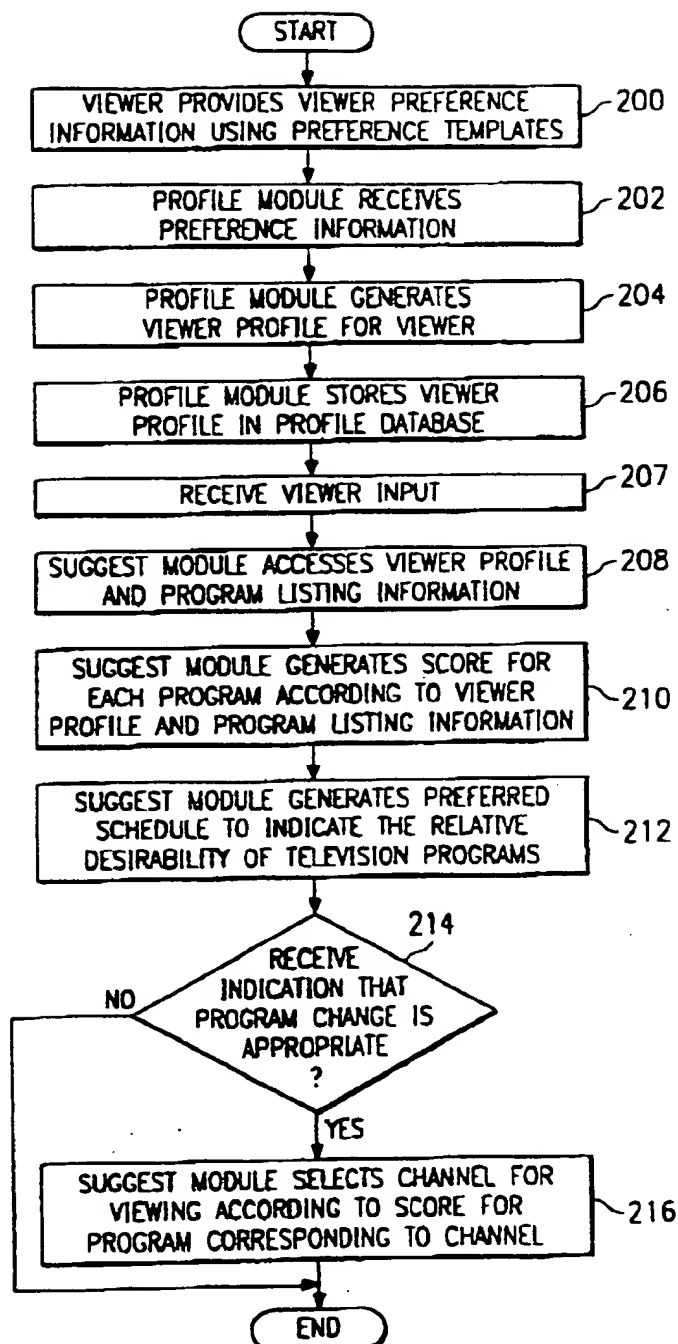 START
VIEWER PROVIDES VIEWER PREFERENCE
INFORMATION USING PREFERENCE TEMPLATES
200
PROFILE MODULE RECEIVES
PREFERENCE INFORMATION
202
PROFILE MODULE GENERATES
VIEWER PROFILE FOR VIEWER
204
PROFILE MODULE STORES VIEWER
PROFILE IN PROFILE DATABASE
206
RECEIVE VIEWER INPUT
207
SUGGEST MODULE ACCESSES VIEWER PROFILE
AND PROGRAM LISTING INFORMATION
208
SUGGEST MODULE GENERATES SCORE FOR
EACH PROGRAM ACCORDING TO VIEWER
PROFILE AND PROGRAM LISTING INFORMATION
210
SUGGEST MODULE GENERATES PREFERRED
SCHEDULE TO INDICATE THE RELATIVE
DESIRABILITY OF TELEVISION PROGRAMS
212
214
RECEIVE
INDICATION THAT
PROGRAM CHANGE IS
APPROPRIATE
?
NO
YES
SUGGEST MODULE SELECTS CHANNEL FOR
VIEWING ACCORDING TO SCORE FOR
PROGRAM CORRESPONDING TO CHANNEL
216
END